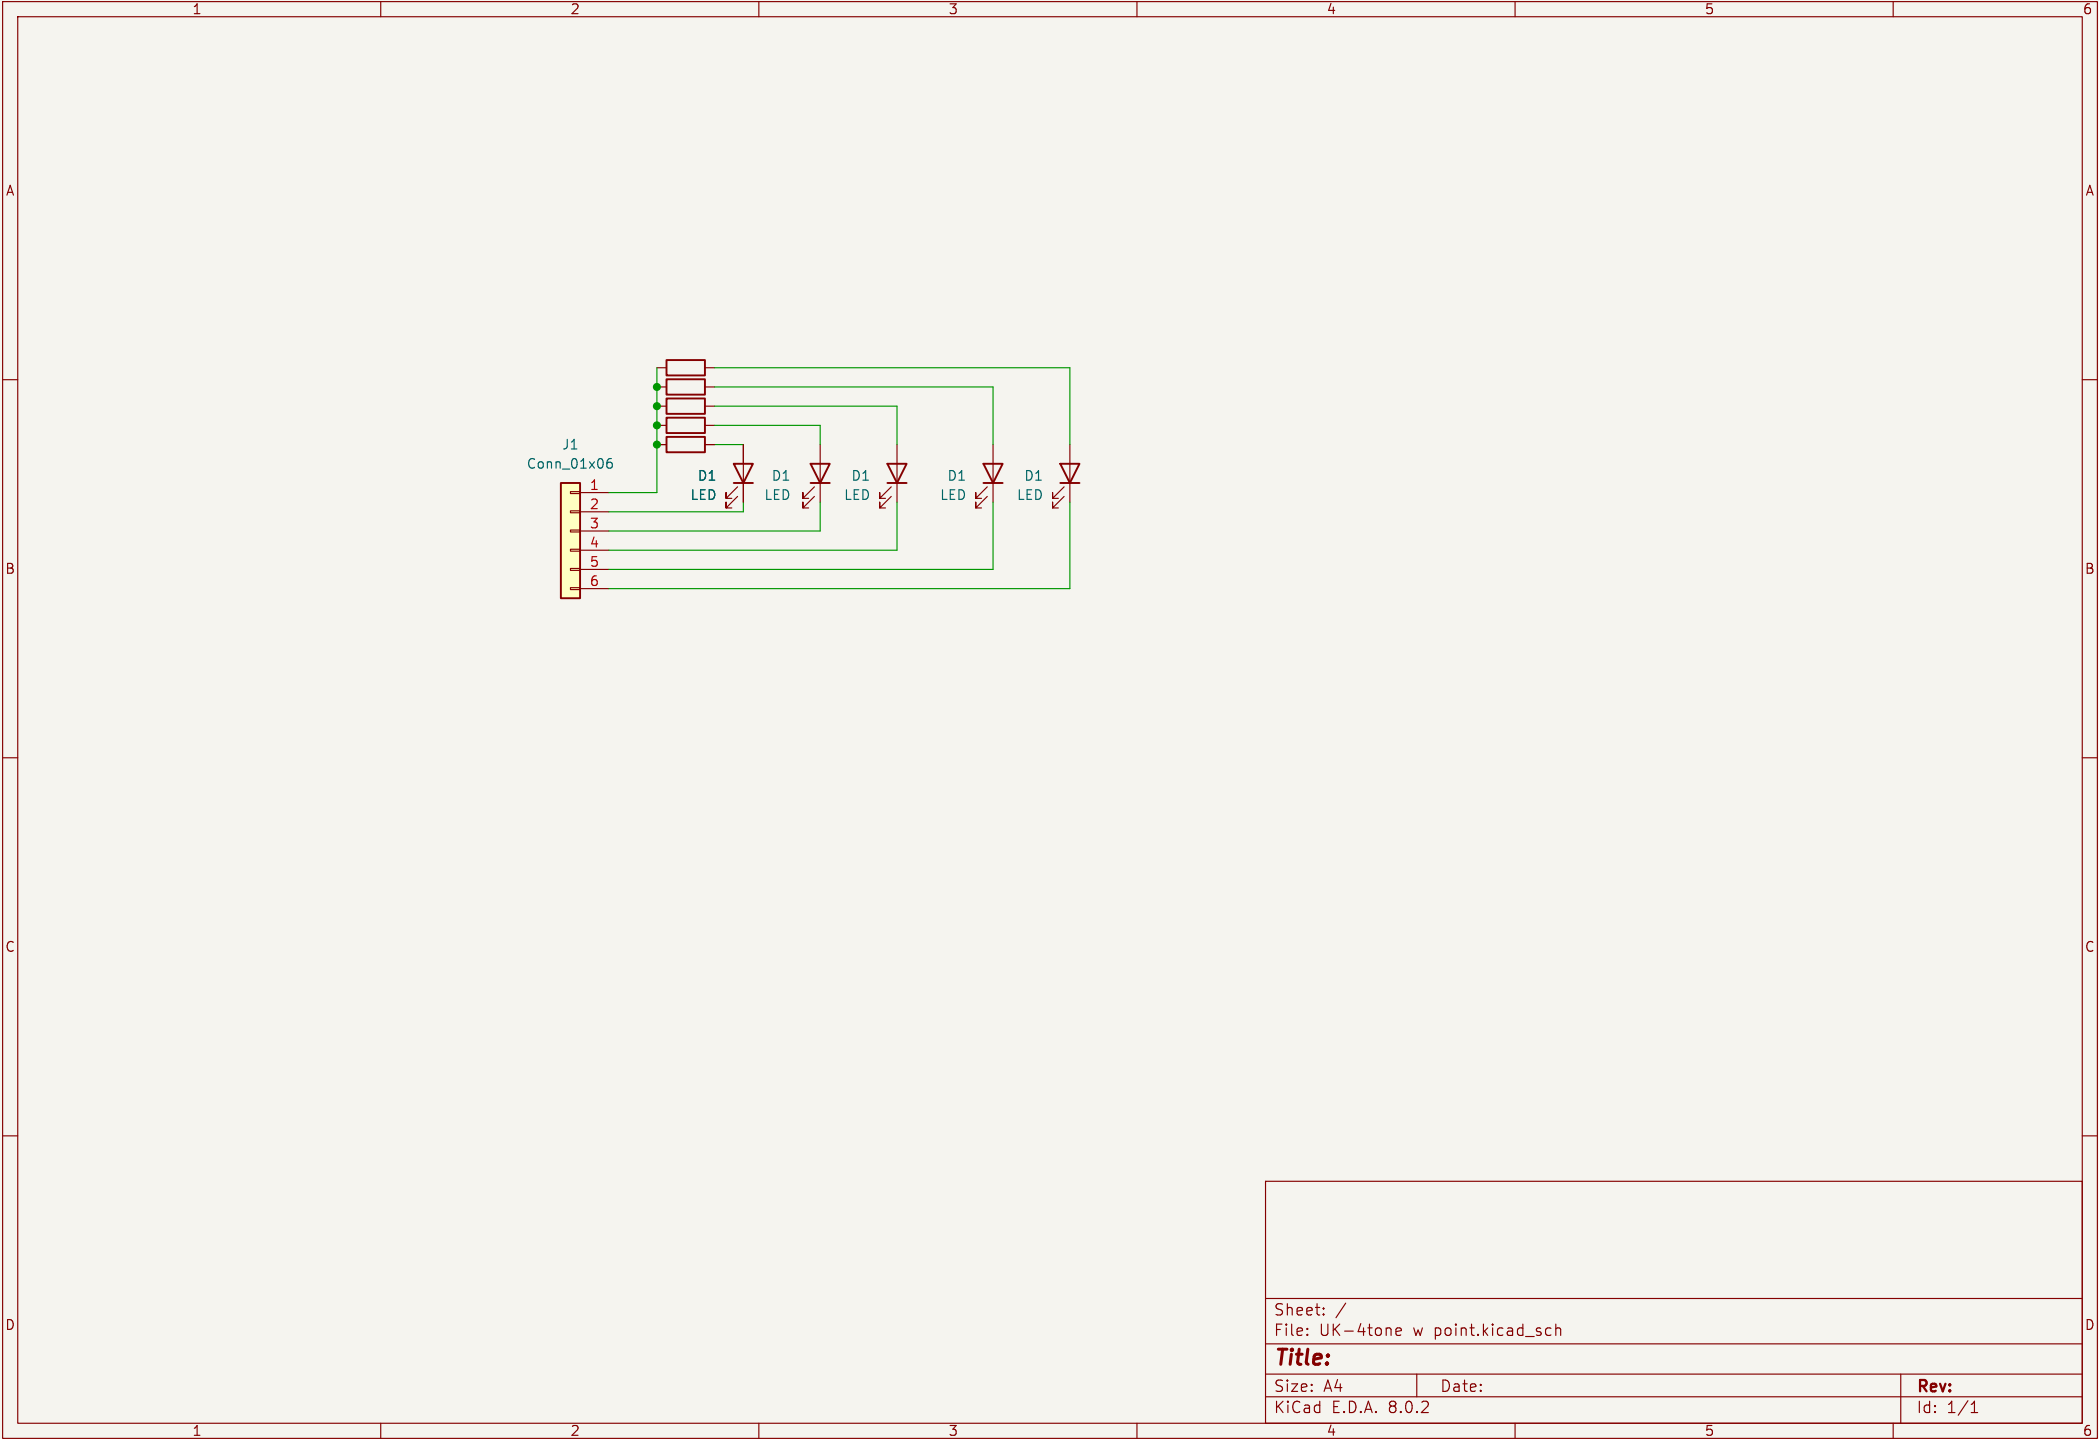 1 2 3 4 5 6
A A
J1
Conn_01x06
1
2
3
4
5
6
D1
LED
D1
LED
D1
LED
D1
LED
D1
LED
B B
C C
D D
Sheet: /
File: UK-4tone w point.kicad_sch
Title:
Size: A4 Date: Rev:
KiCad E.D.A. 8.0.2 Id: 1/1
1 2 3 4 5 6